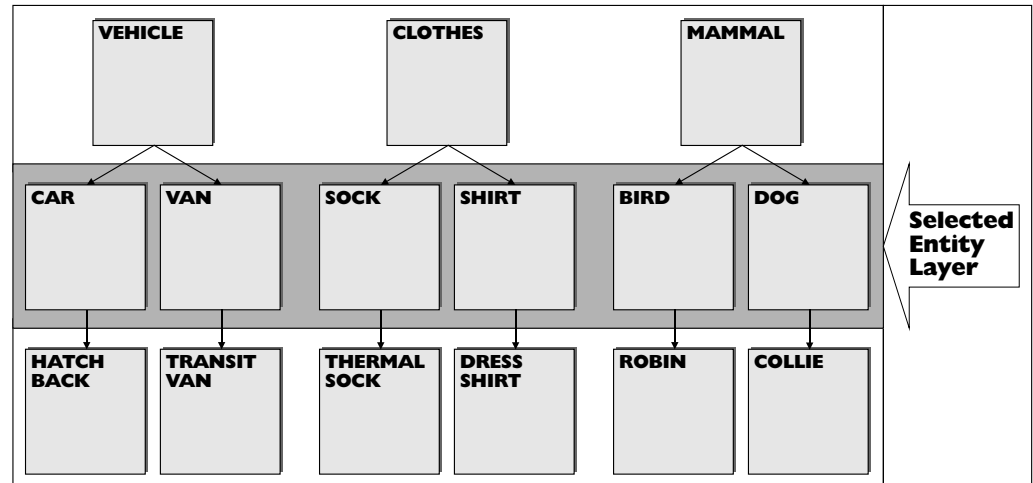 VEHICLE
CLOTHES
MAMMAL
CAR
VAN
SOCK
SHIRT
BIRD
DOG
Selected
Entity
Layer
HATCH
BACK
TRANSIT
VAN
THERMAL
SOCK
DRESS
SHIRT
ROBIN
COLLIE